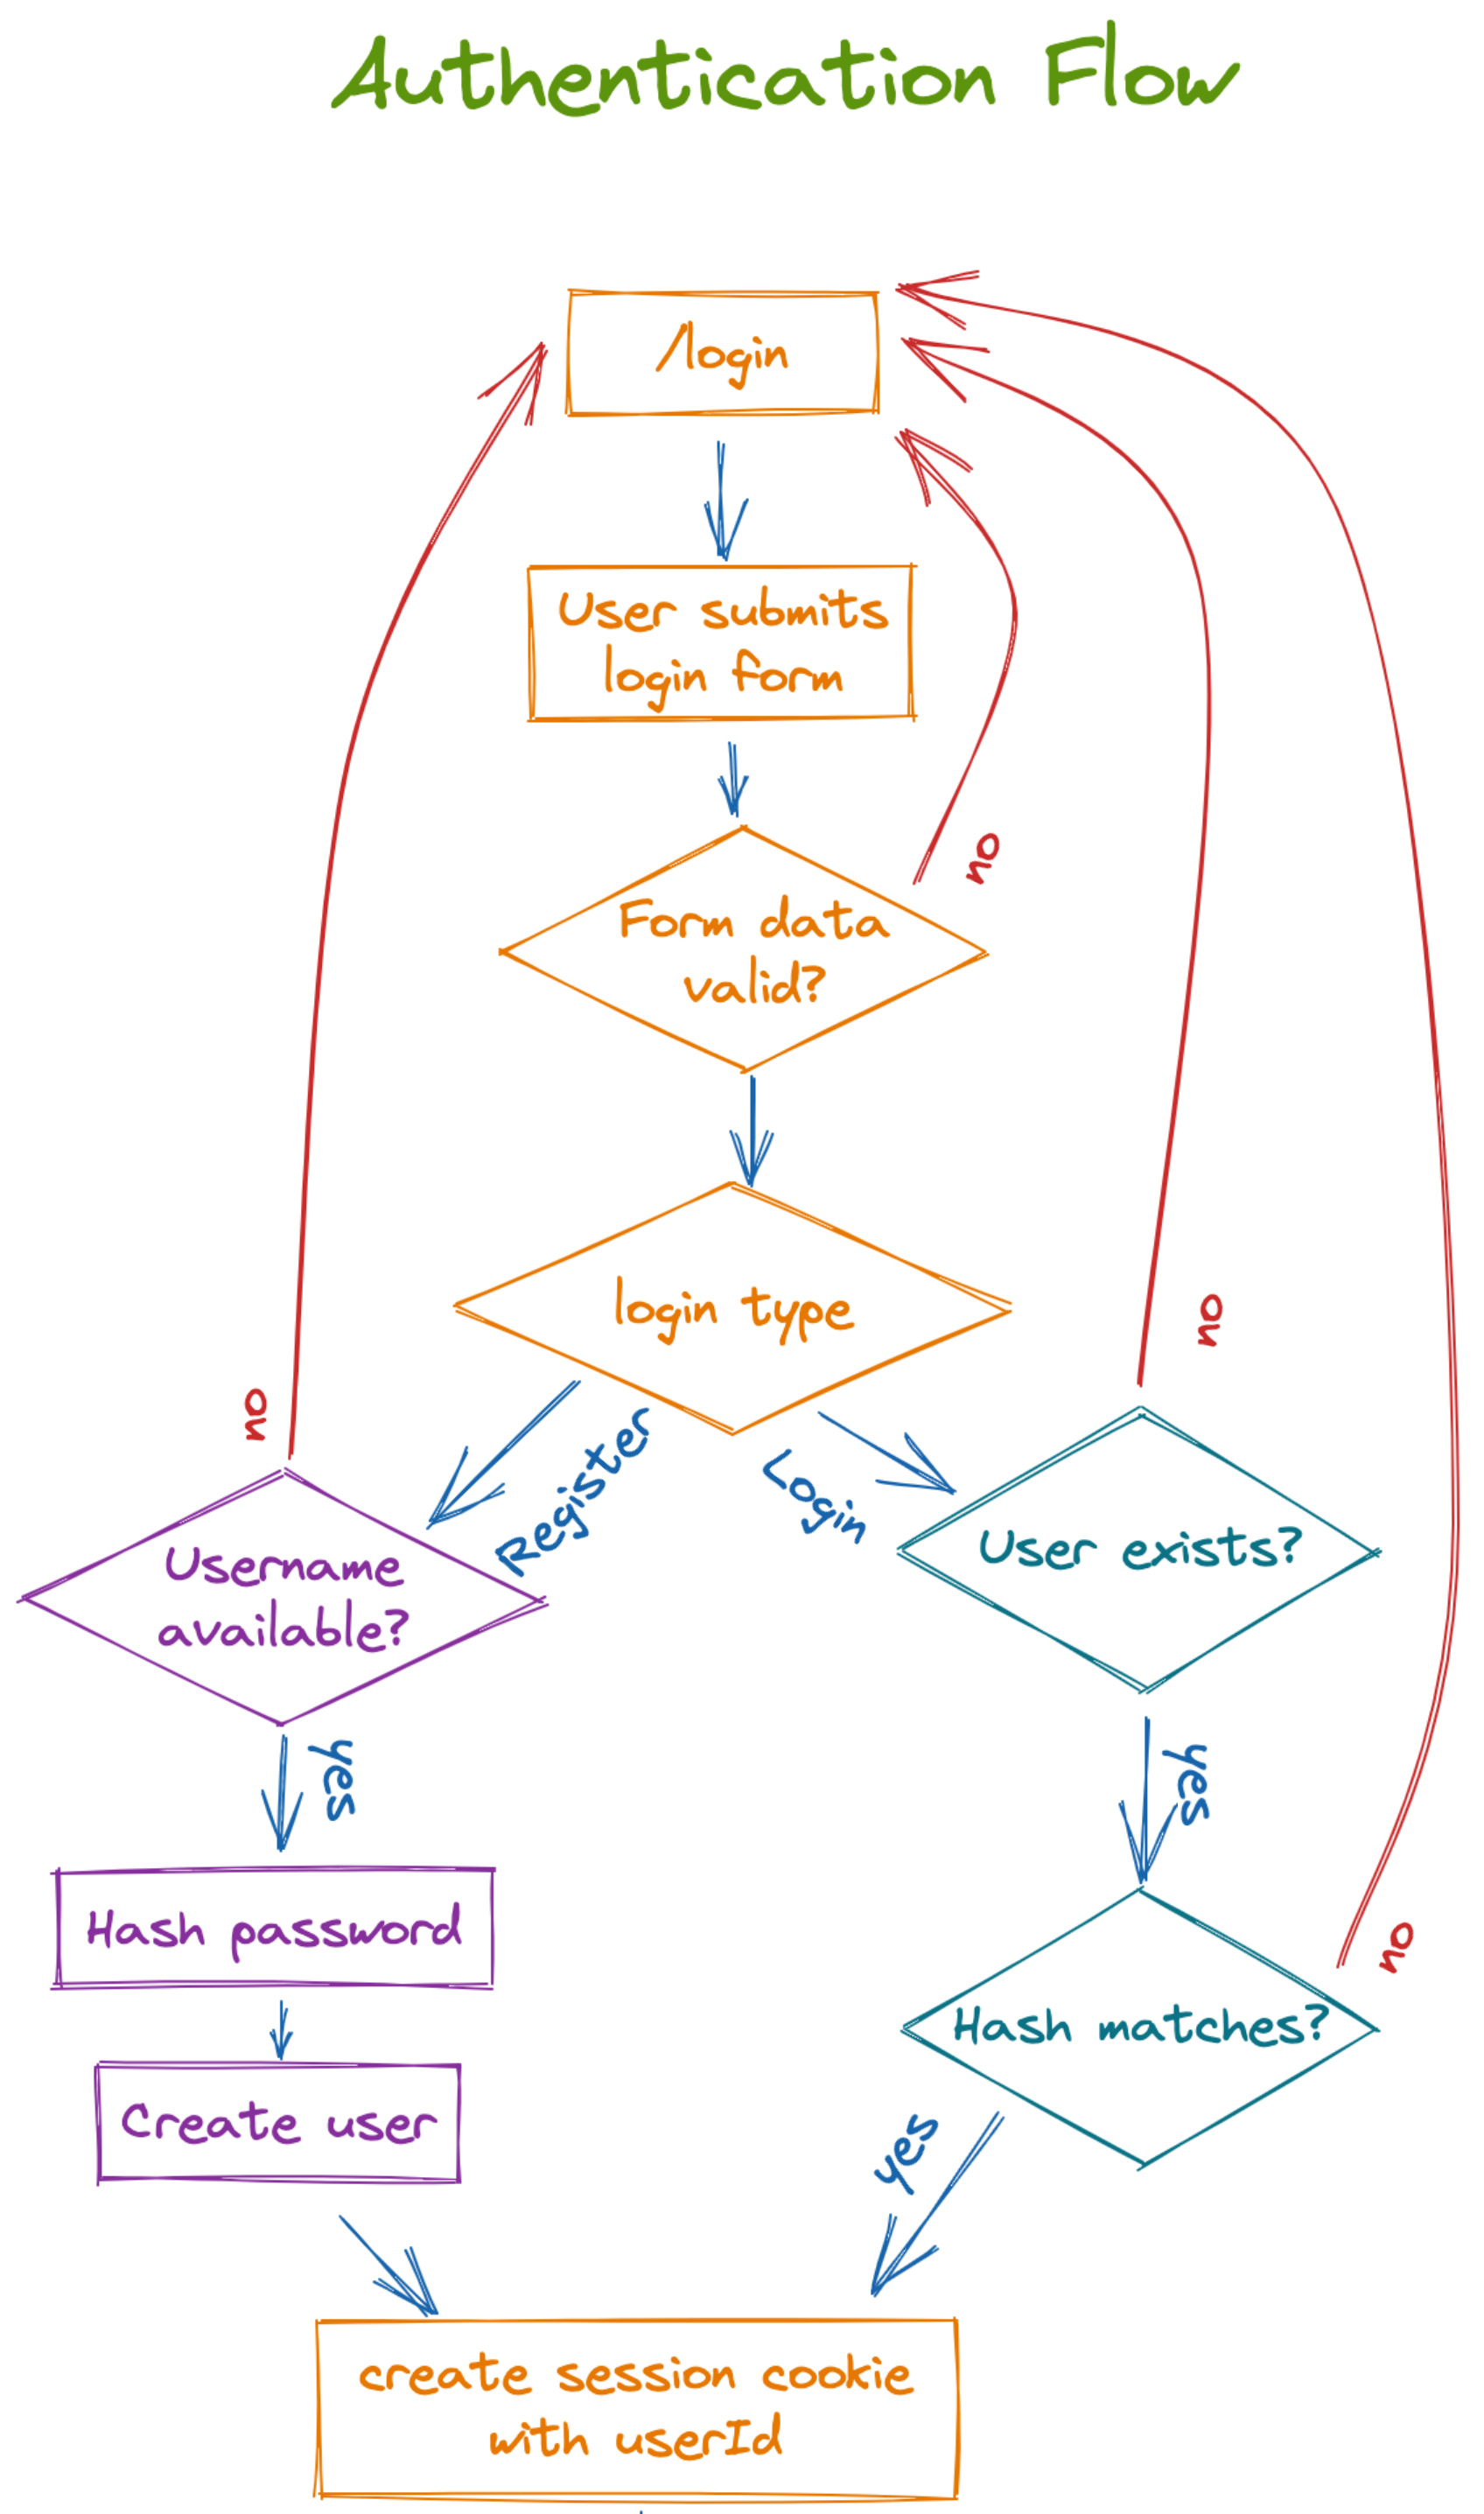 Authentication Flow
/login
User submits
login form
no
Form data
valid?
login type
no
no
Register
Login
Username
available?
User exists?
yes
yes
Hash password
no
Hash matches?
Create user
yes
create session cookie
with userId